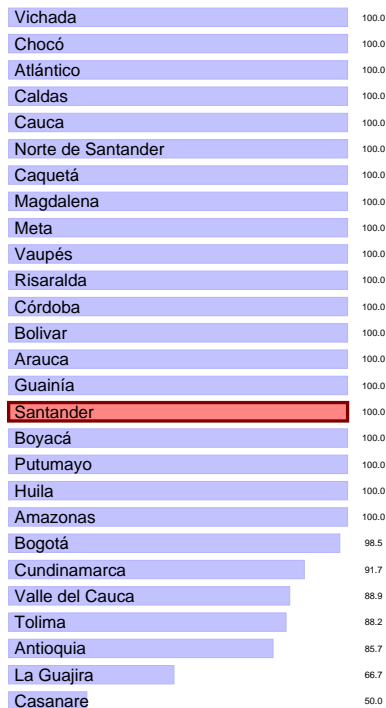 Vichada 100.0
Chocó 100.0
Atlántico 100.0
Caldas 100.0
Cauca 100.0
Norte de Santander 100.0
Caquetá 100.0
Magdalena 100.0
Meta 100.0
Vaupés 100.0
Risaralda 100.0
Córdoba 100.0
Bolivar 100.0
Arauca 100.0
Guainía 100.0
Santander 100.0
Boyacá 100.0
Putumayo 100.0
Huila 100.0
Amazonas 100.0
Bogotá 98.5
Cundinamarca 91.7
Valle del Cauca 88.9
Tolima 88.2
Antioquia 85.7
La Guajira 66.7
Casanare 50.0